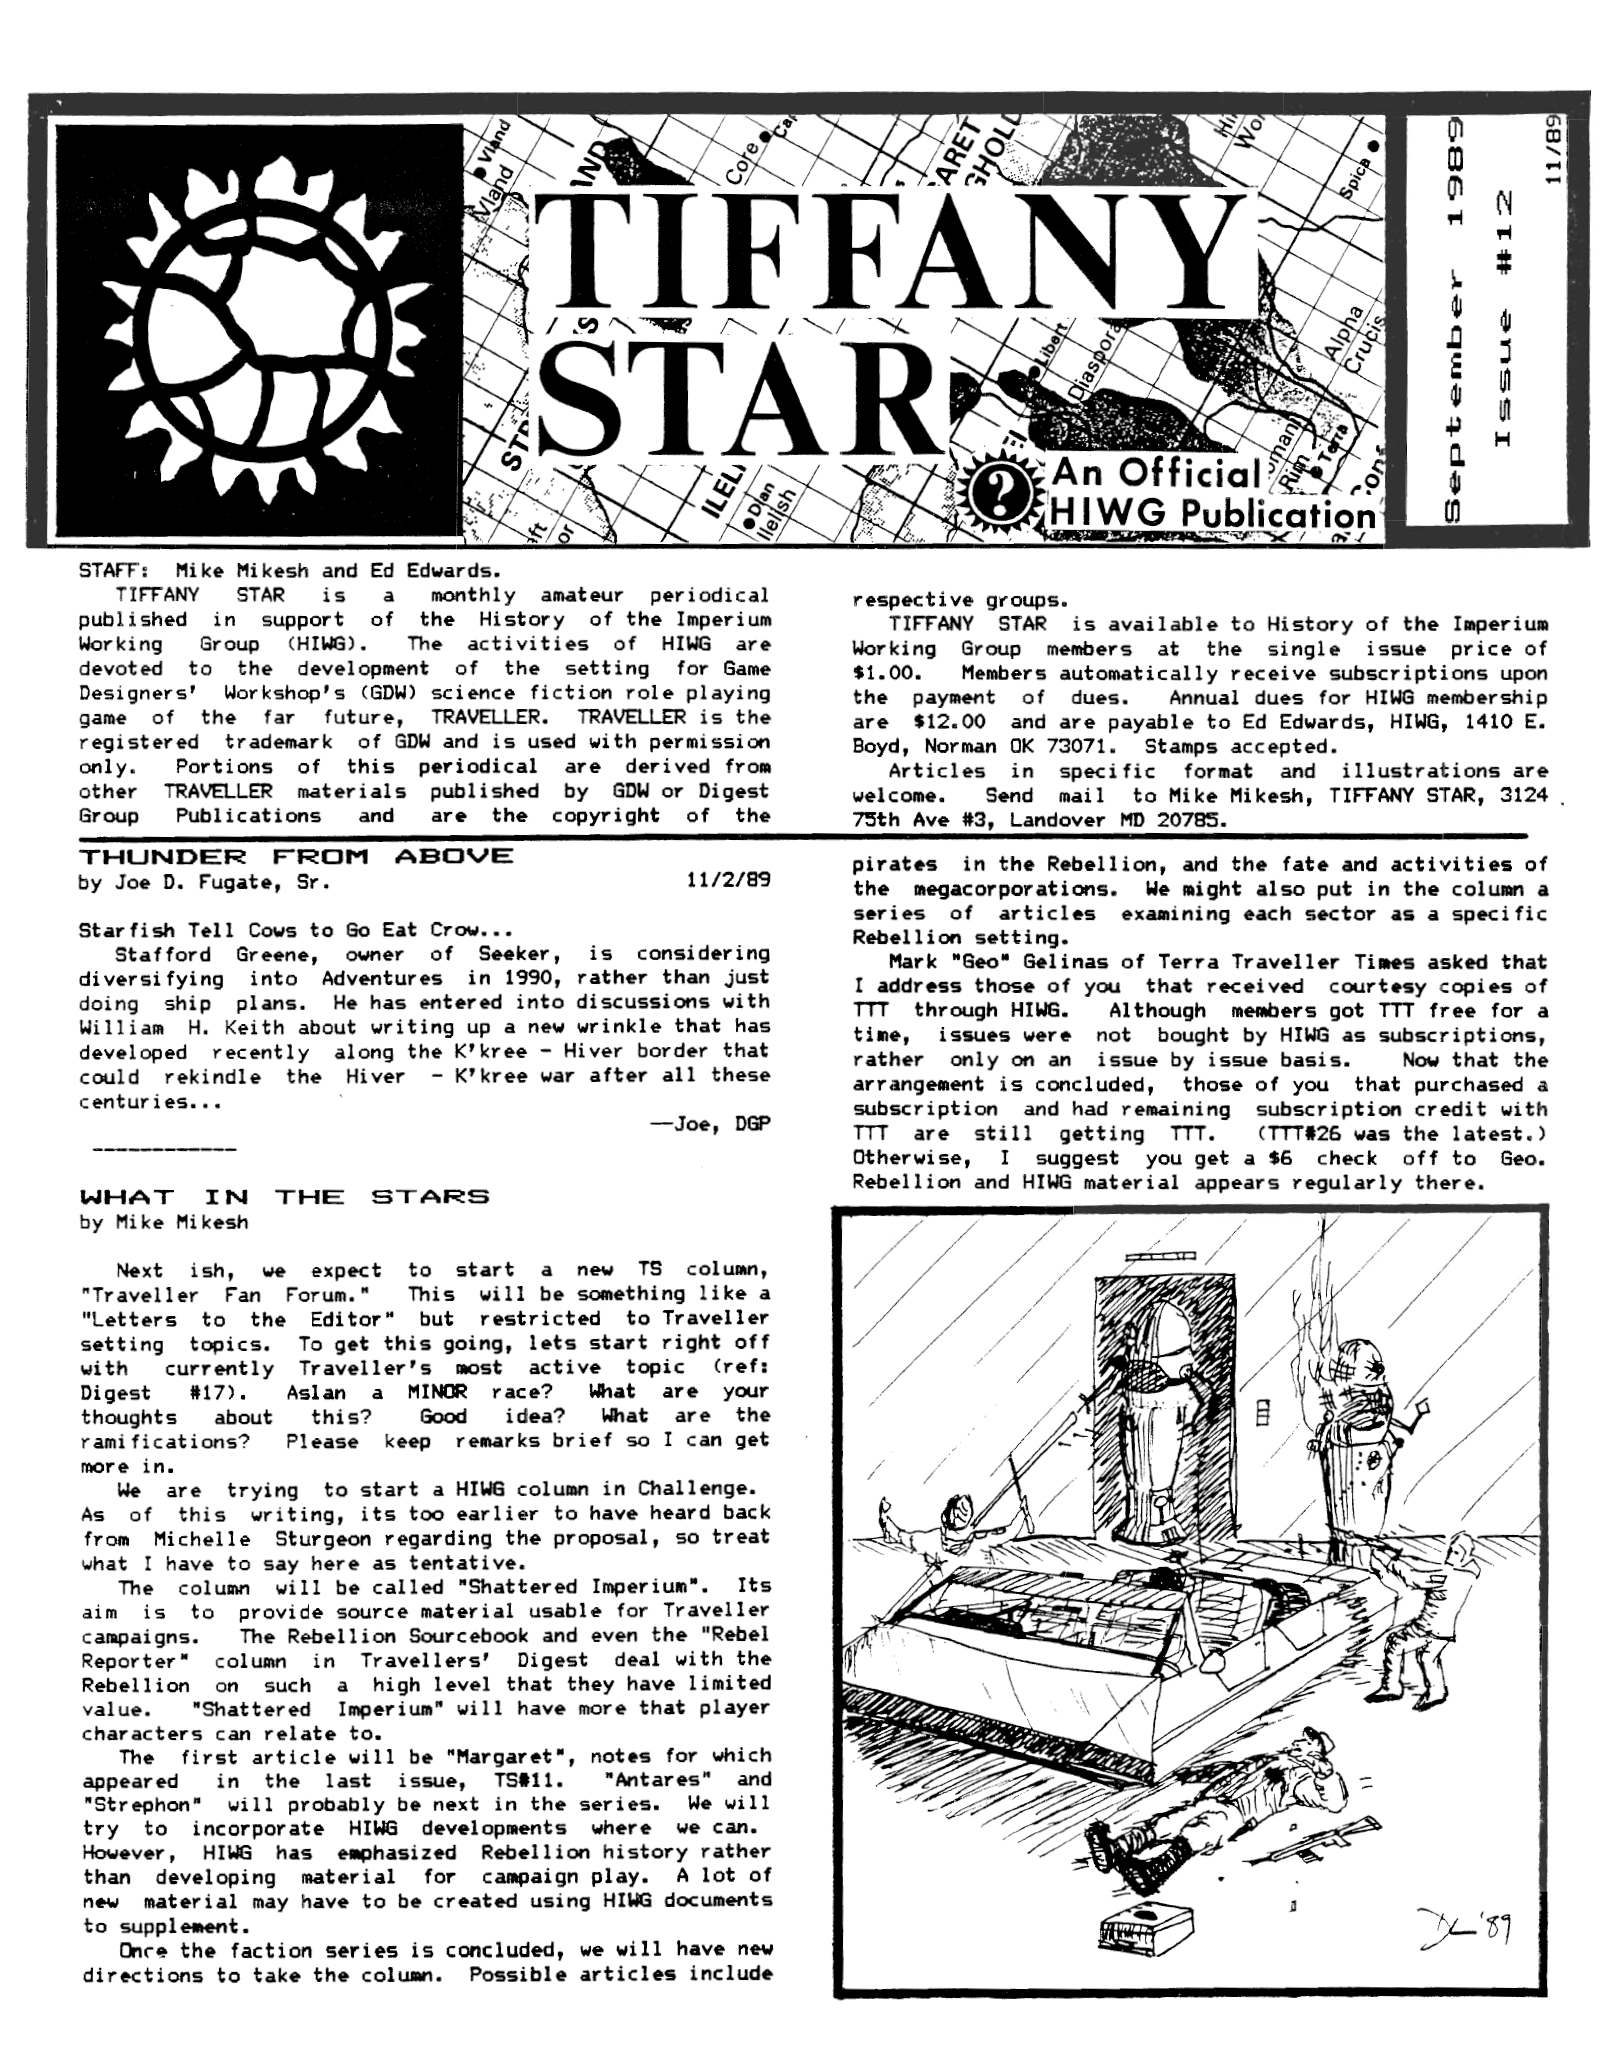 TIFFANY
STAR
An Official
HIWG Publication
September 1989
Issue #12
11/89
Vland
Vland
Core
Spica
Alpha
Crucis
Libert
Diaspora
Rim
Terra
Dlan
Ilelish
STAFF:  Mike Mikesh and Ed Edwards.
TIFFANY STAR is a monthly amateur periodical
published in support of the History of the Imperium
Working Group (HIWG). The activities of HIWG are
devoted to the development of the setting for Game
Designers' Workshop's (GDW) science fiction role playing
game of the far future, TRAVELLER. TRAVELLER is the
registered trademark of GDW and is used with permission
only. Portions of this periodical are derived from
other TRAVELLER materials published by GDW or Digest
Group Publications and are the copyright of the
respective groups.
TIFFANY STAR is available to History of the Imperium
Working Group members at the single issue price of
$1.00. Members automatically receive subscriptions upon
the payment of dues. Annual dues for HIWG membership
are $12.00 and are payable to Ed Edwards, HIWG, 1410 E.
Boyd, Norman OK 73071. Stamps accepted.
Articles in specific format and illustrations are
welcome. Send mail to Mike Mikesh, TIFFANY STAR, 3124
75th Ave #3, Landover MD 20785.
THUNDER FROM ABOVE
by Joe D. Fugate, Sr. 11/2/89
Starfish Tell Cows to Go Eat Crow...
Stafford Greene, owner of Seeker, is considering
diversifying into Adventures in 1990, rather than just
doing ship plans. He has entered into discussions with
William H. Keith about writing up a new wrinkle that has
developed recently along the K'kree - Hiver border that
could rekindle the Hiver - K'kree war after all these
centuries...
—Joe, DGP
------------
WHAT IN THE STARS
by Mike Mikesh
Next ish, we expect to start a new TS column,
"Traveller Fan Forum." This will be something like a
"Letters to the Editor" but restricted to Traveller
setting topics. To get this going, lets start right off
with currently Traveller's most active topic (ref:
Digest #17). Aslan a MINOR race? What are your
thoughts about this? Good idea? What are the
ramifications? Please keep remarks brief so I can get
more in.
We are trying to start a HIWG column in Challenge.
As of this writing, its too earlier to have heard back
from Michelle Sturgeon regarding the proposal, so treat
what I have to say here as tentative.
The column will be called "Shattered Imperium". Its
aim is to provide source material usable for Traveller
campaigns. The Rebellion Sourcebook and even the "Rebel
Reporter" column in Travellers' Digest deal with the
Rebellion on such a high level that they have limited
value. "Shattered Imperium" will have more that player
characters can relate to.
The first article will be "Margaret", notes for which
appeared in the last issue, TS#11. "Antares" and
"Strephon" will probably be next in the series. We will
try to incorporate HIWG developments where we can.
However, HIWG has emphasized Rebellion history rather
than developing material for campaign play. A lot of
new material may have to be created using HIWG documents
to supplement.
Once the faction series is concluded, we will have new
directions to take the column. Possible articles include
pirates in the Rebellion, and the fate and activities of
the megacorporations. We might also put in the column a
series of articles examining each sector as a specific
Rebellion setting.
Mark "Geo" Gelinas of Terra Traveller Times asked that
I address those of you that received courtesy copies of
TTT through HIWG. Although members got TTT free for a
time, issues were not bought by HIWG as subscriptions,
rather only on an issue by issue basis. Now that the
arrangement is concluded, those of you that purchased a
subscription and had remaining subscription credit with
TTT are still getting TTT. (TTT#26 was the latest.)
Otherwise, I suggest you get a $6 check off to Geo.
Rebellion and HIWG material appears regularly there.
'89